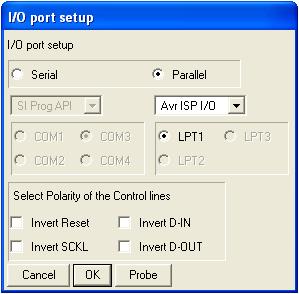 I/O port setup
I/O port setup
Serial Parallel
SI Prog API Avr ISP I/O
COM1 COM3 LPT1 LPT3
COM2 COM4 LPT2
Select Polarity of the Control lines
Invert Reset Invert D-IN
Invert SCKL Invert D-OUT
Cancel OK Probe